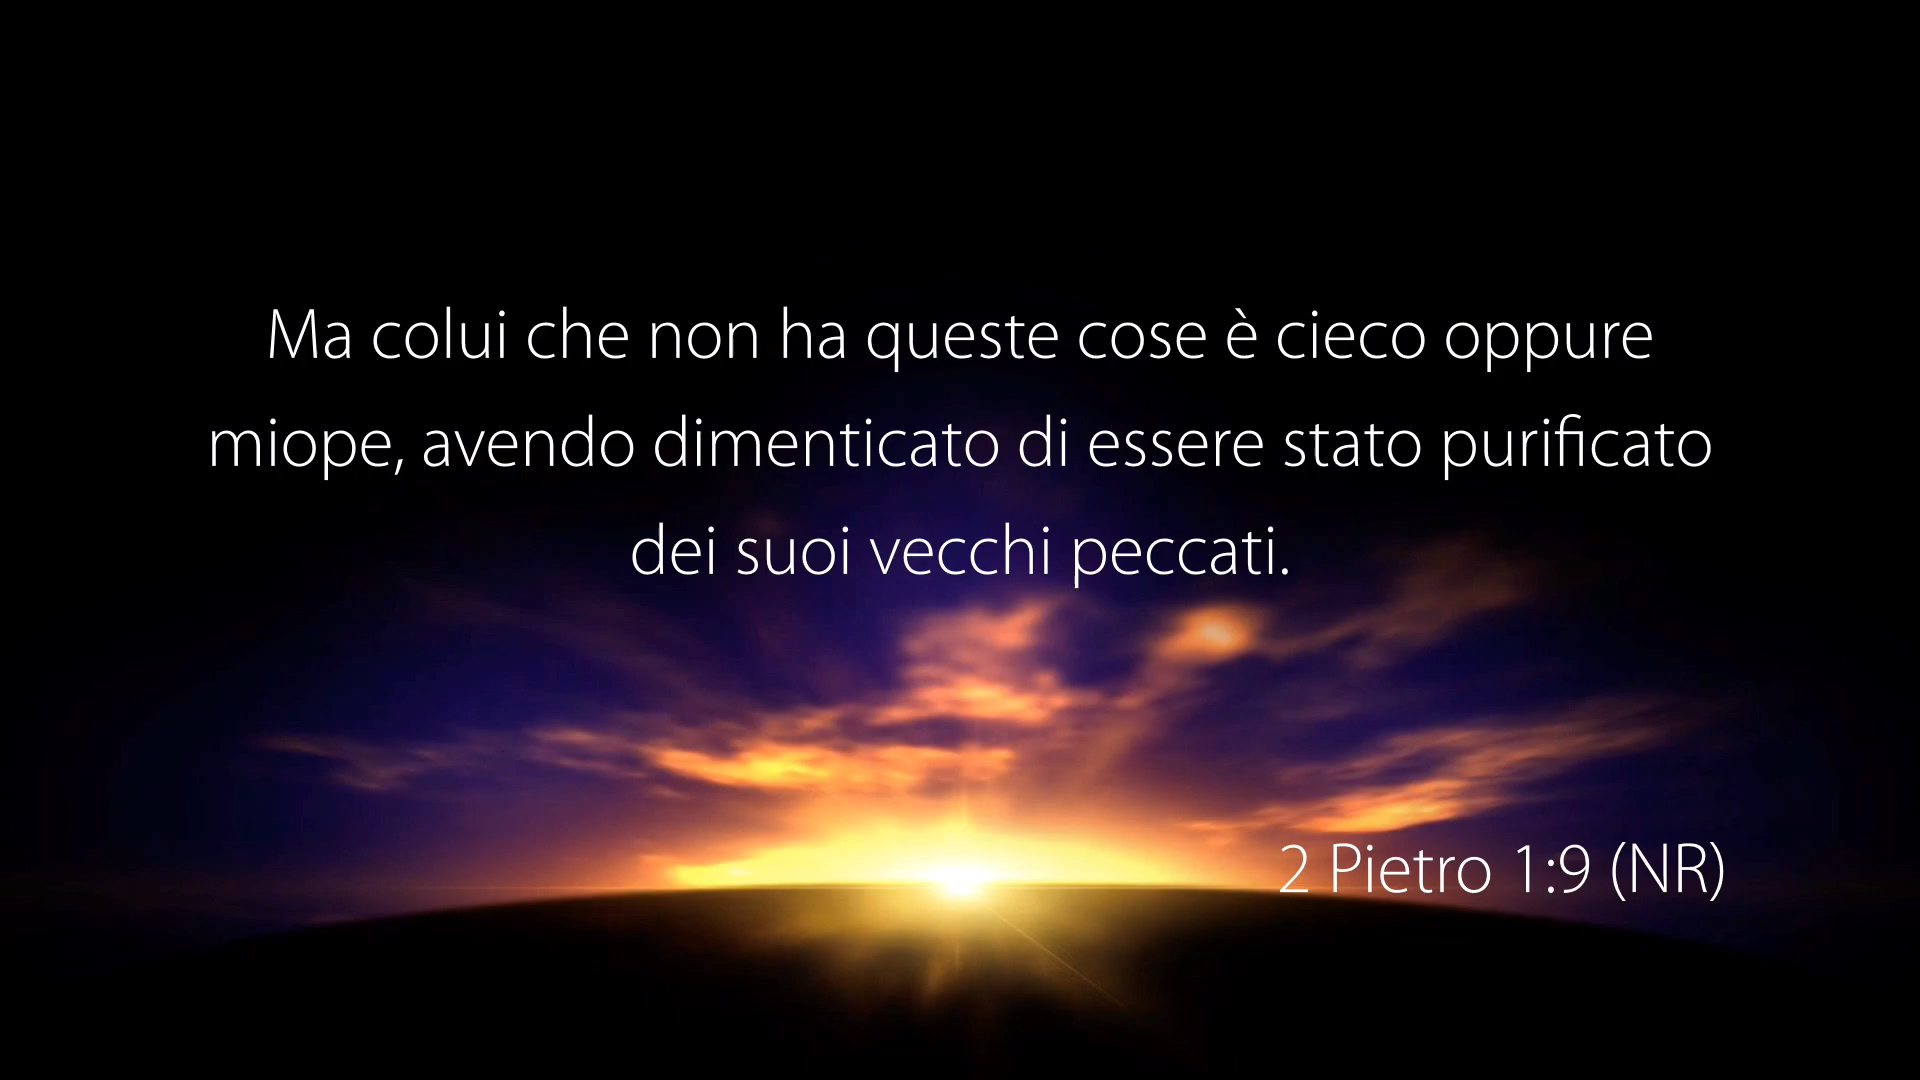 Ma colui che non ha queste cose è cieco oppure
miope, avendo dimenticato di essere stato purificato
dei suoi vecchi peccati.
2 Pietro 1:9 (NR)